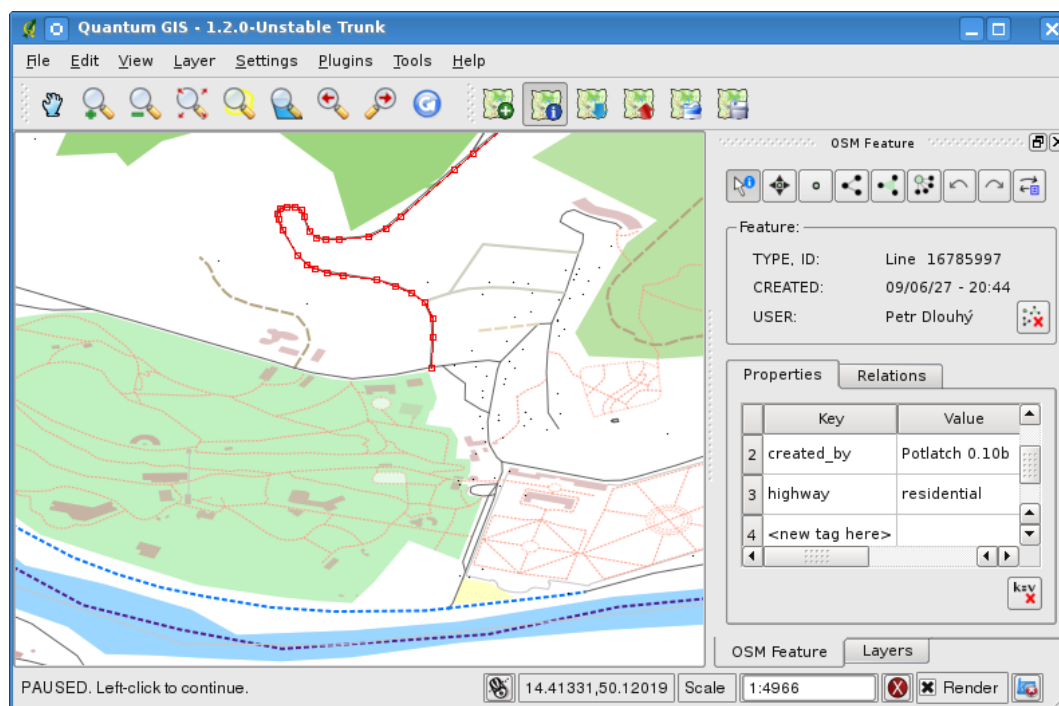 Quantum GIS - 1.2.0-Unstable Trunk
File Edit View Layer Settings Plugins Tools Help
OSM Feature
Feature:
TYPE, ID: Line 16785997
CREATED: 09/06/27 - 20:44
USER: Petr Dlouhý
Properties Relations
Key Value
2 created_by Potlatch 0.10b
3 highway residential
4 <new tag here>
k=v
OSM Feature Layers
PAUSED. Left-click to continue. 14.41331,50.12019 Scale 1:4966 Render